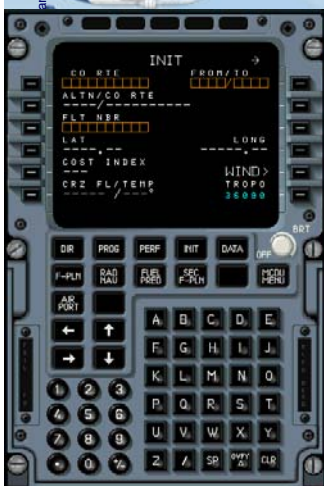 INIT →
CO RTE FROM/TO
ALTN/CO RTE
----/----------
FLT NBR
LAT LONG
----.-- -----.--
COST INDEX
--- WIND>
CRZ FL/TEMP TROPO
----- /---° 36090
BRT
OFF
DIR PROG PERF INIT DATA
F-PLN RAD NAV FUEL PRED SEC F-PLN MCDU MENU
AIR PORT
← ↑
→ ↓
A B C D E
F G H I J
K L M N O
P Q R S T
U V W X Y
Z / SP OVFY Δ CLR
1 2 3
4 5 6
7 8 9
. 0 +/-